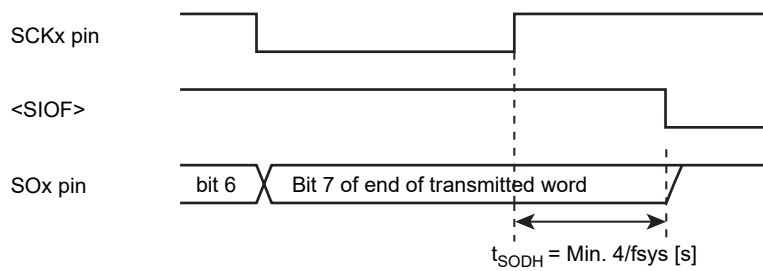 SCKx pin
<SIOF>
SOx pin
bit 6
Bit 7 of end of transmitted word
tSODH = Min. 4/fsys [s]